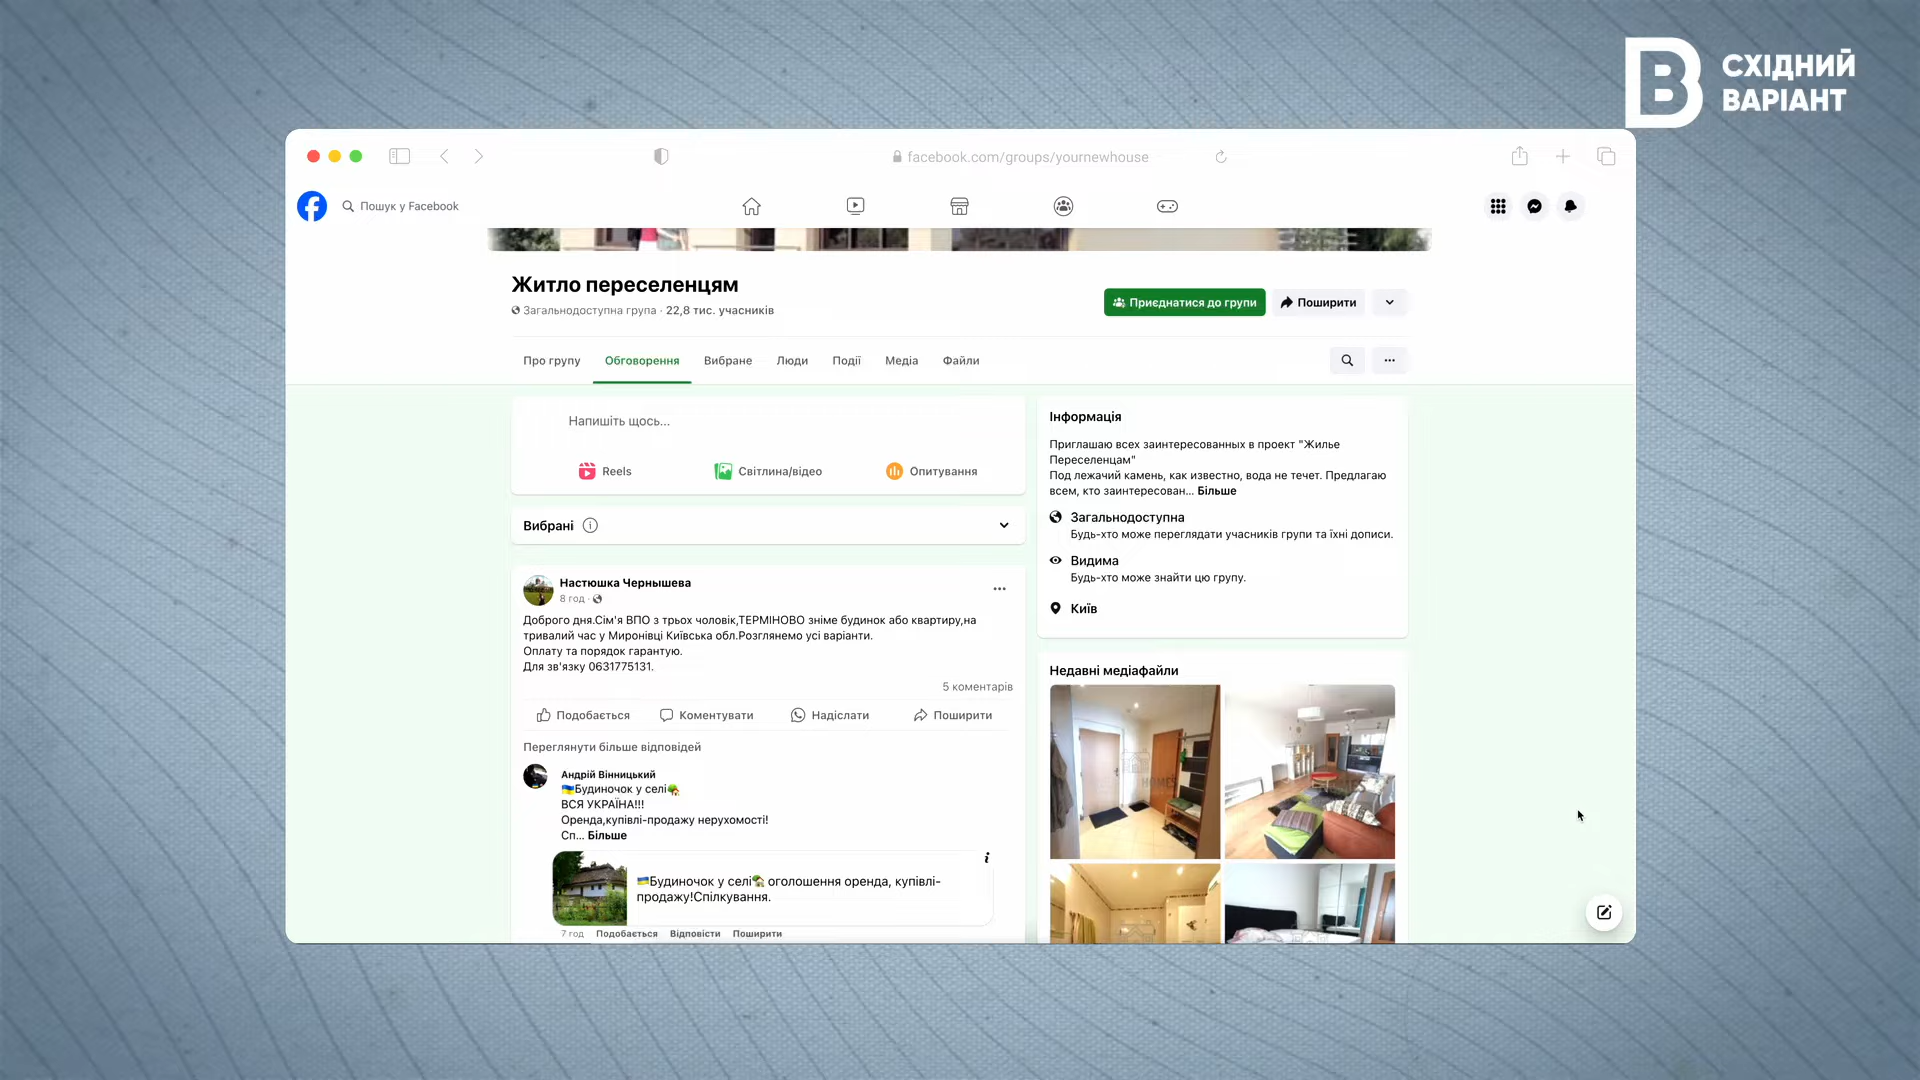 СХІДНИЙ
ВАРІАНТ
facebook.com/groups/yournewhouse
Пошук у Facebook
Житло переселенцям
Загальнодоступна група · 22,8 тис. учасників
Приєднатися до групи
Поширити
Про групу
Обговорення
Вибране
Люди
Події
Медіа
Файли
Напишіть щось...
Reels
Світлина/відео
Опитування
Вибрані
Настюшка Чернышева
8 год ·
Доброго дня.Сім'я ВПО з трьох чоловік,ТЕРМІНОВО зніме будинок або квартиру,на
тривалий час у Миронівці Київська обл.Розглянемо усі варіанти.
Оплату та порядок гарантую.
Для зв'язку 0631775131.
5 коментарів
Подобається
Коментувати
Надіслати
Поширити
Переглянути більше відповідей
Андрій Вінницький
🇺🇦Будиночок у селі🏡
ВСЯ УКРАЇНА!!!
Оренда,купівлі-продажу нерухомості!
Сп... Більше
🇺🇦Будиночок у селі🏡 оголошення оренда, купівлі-
продажу!Спілкування.
7 год
Подобається
Відповісти
Поширити
Інформація
Приглашаю всех заинтересованных в проект "Жилье
Переселенцам"
Под лежачий камень, как известно, вода не течет. Предлагаю
всем, кто заинтересован... Більше
Загальнодоступна
Будь-хто може переглядати учасників групи та їхні дописи.
Видима
Будь-хто може знайти цю групу.
Київ
Недавні медіафайли
HOMES